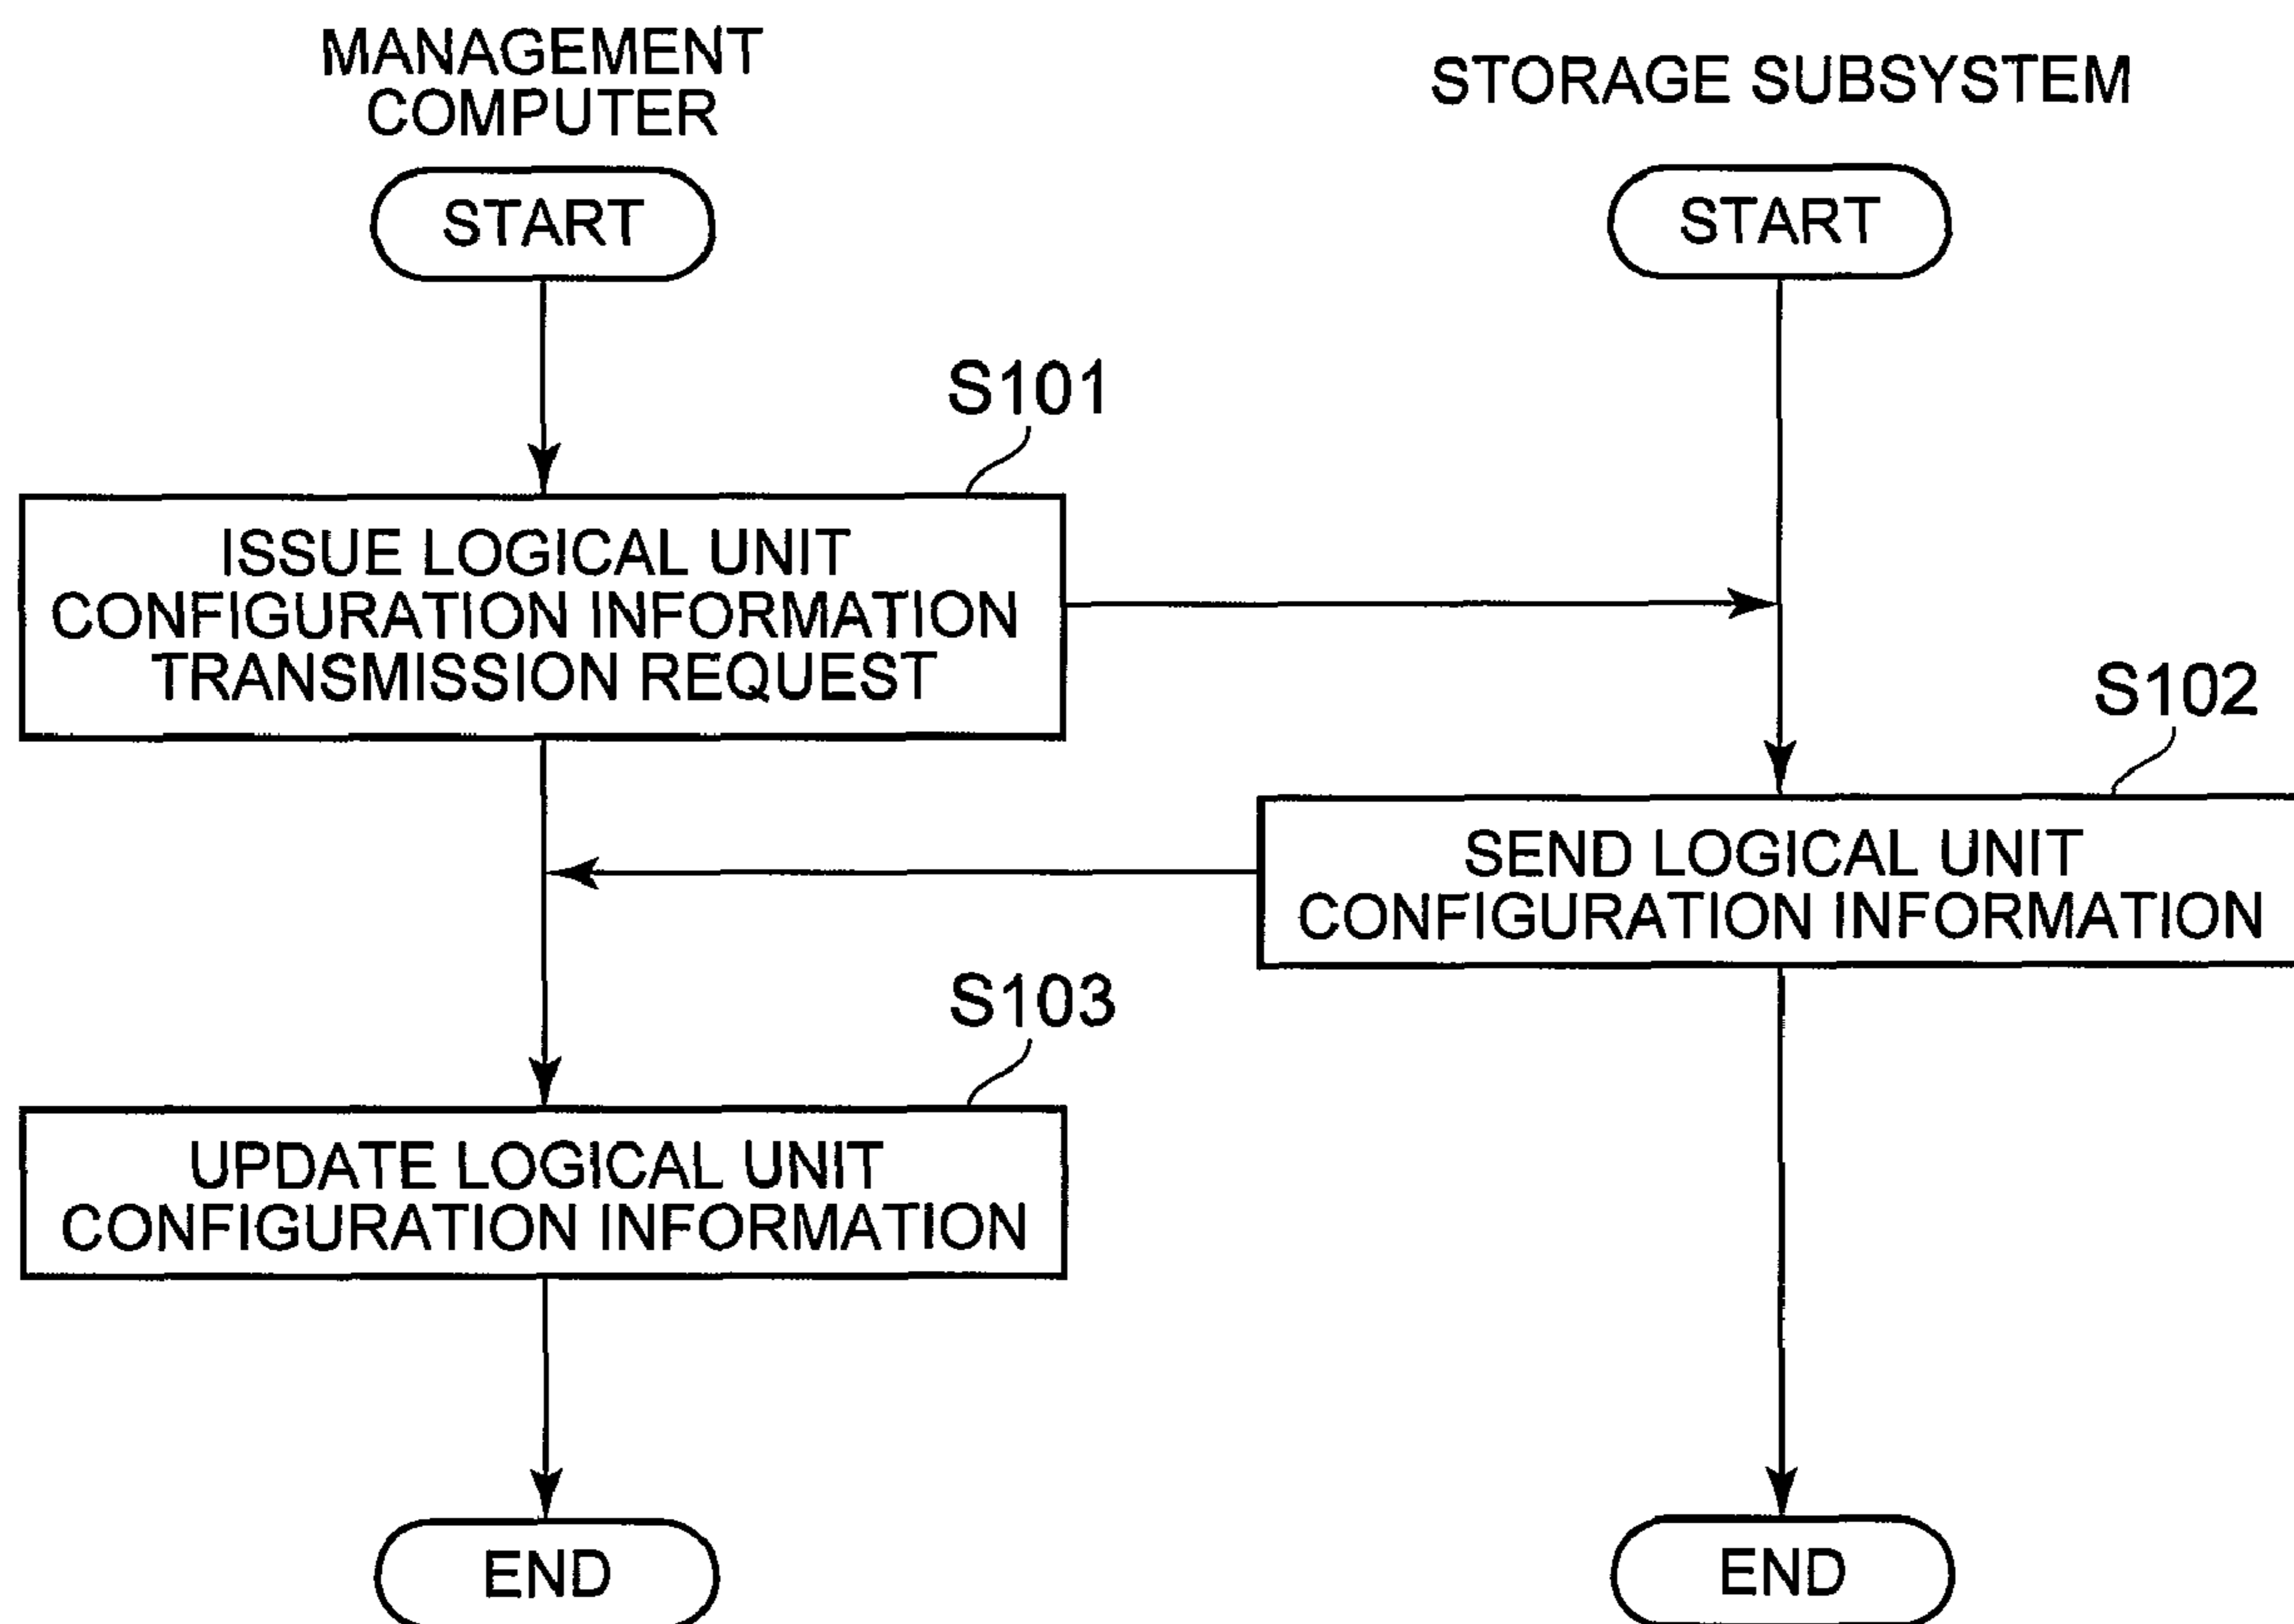 MANAGEMENT
COMPUTER
START
S101
ISSUE LOGICAL UNIT
CONFIGURATION INFORMATION
TRANSMISSION REQUEST
S103
UPDATE LOGICAL UNIT
CONFIGURATION INFORMATION
END
STORAGE SUBSYSTEM
START
S102
SEND LOGICAL UNIT
CONFIGURATION INFORMATION
END